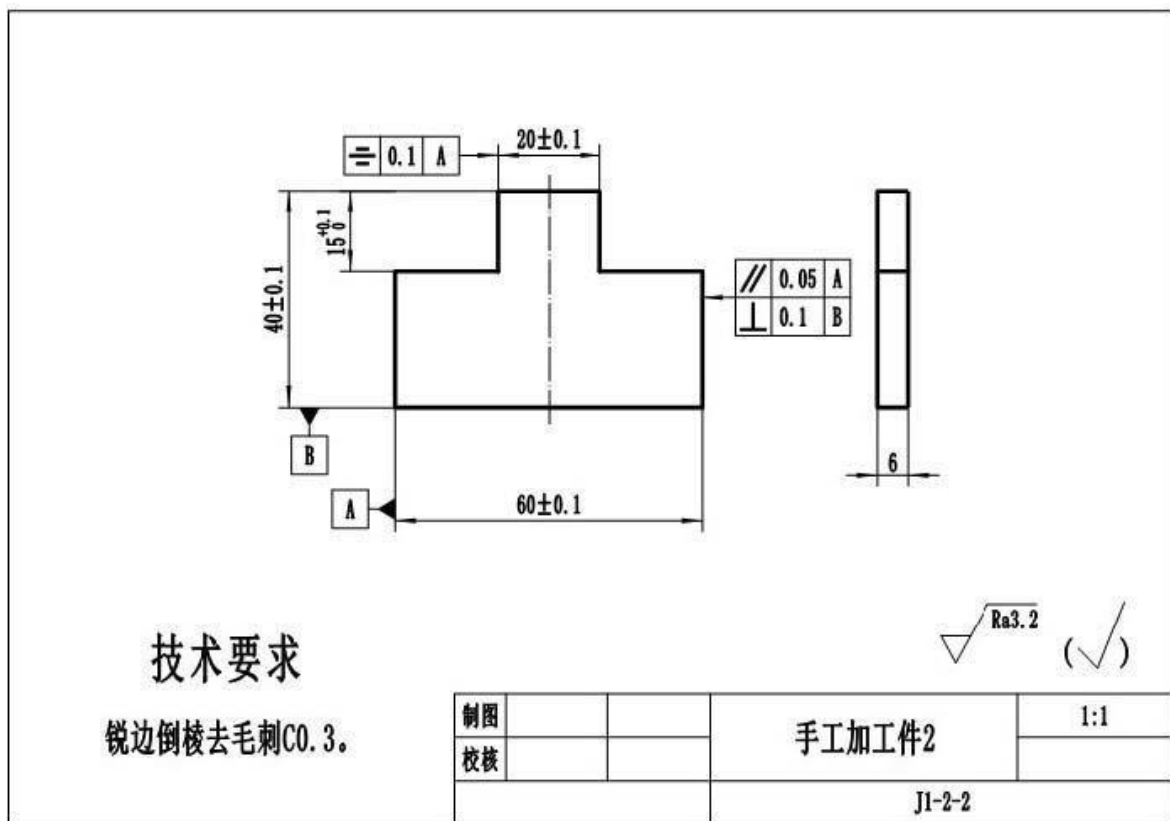 20±0.1
⌯ 0.1 A
15 +0.1 0
40±0.1
// 0.05 A
⊥ 0.1 B
B
A
60±0.1
6
Ra3.2
(√)
技术要求
锐边倒棱去毛刺C0.3。
制图
校核
手工加工件2
1:1
J1-2-2